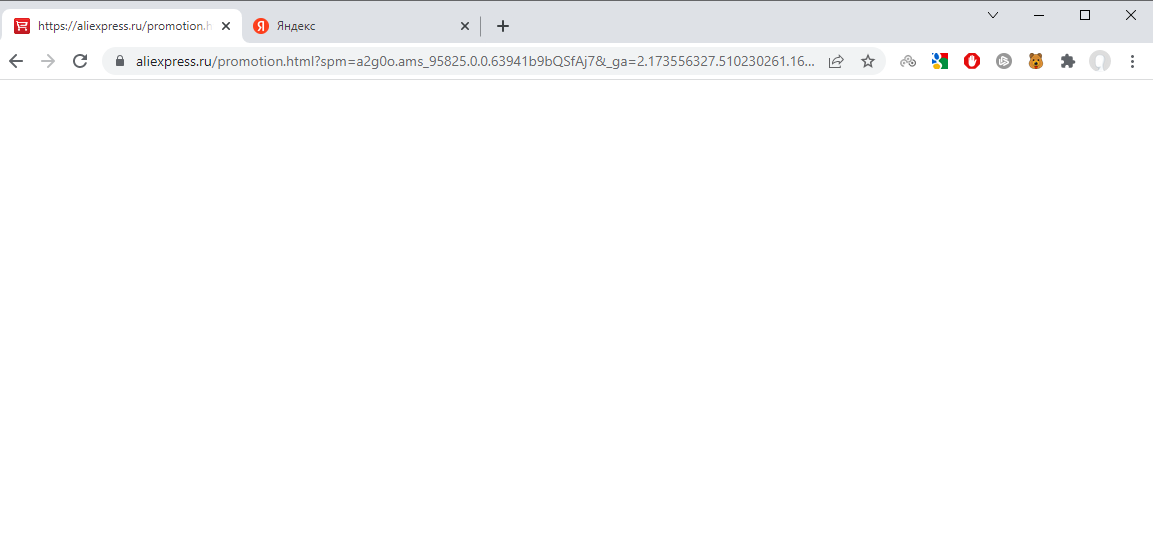 https://aliexpress.ru/promotion.h
Яндекс
aliexpress.ru/promotion.html?spm=a2g0o.ams_95825.0.0.63941b9bQSfAj7&_ga=2.173556327.510230261.16...